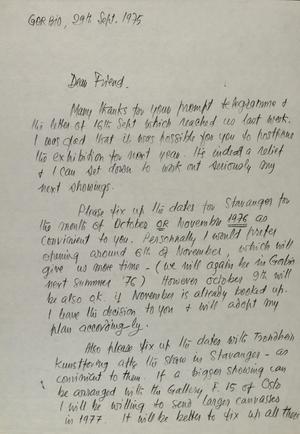 GORBIO, 29th Sept. 1975
Dear Friend,
Many thanks for your prompt telegramme &
the letter of 16th Sept which reached us last week.
I was glad that it was possible for you to postpone
the exhibition for next year. It's indeed a relief
& I can set down to work out seriously my
next showings.
Please fix up the dates for Stavanger for
the month of October or November 1976 as
convinient to you. Personnally I would prefer
opening around 6th of November, which will
give us more time - (we will again be in Gorbio
next summer '76) However October 9th will
be also ok. if November is already booked up.
I leave the decision to you & will adopt my
plan accordingly.
Also please fix up the dates with Trondheim
Kunstforening after the show in Stavanger - as
convinient to them. If a bigger showing can
be arranged with the Gallery F. 15 of Oslo
I will be willing to send larger canvasses
in 1977. It will be better to fix up all these